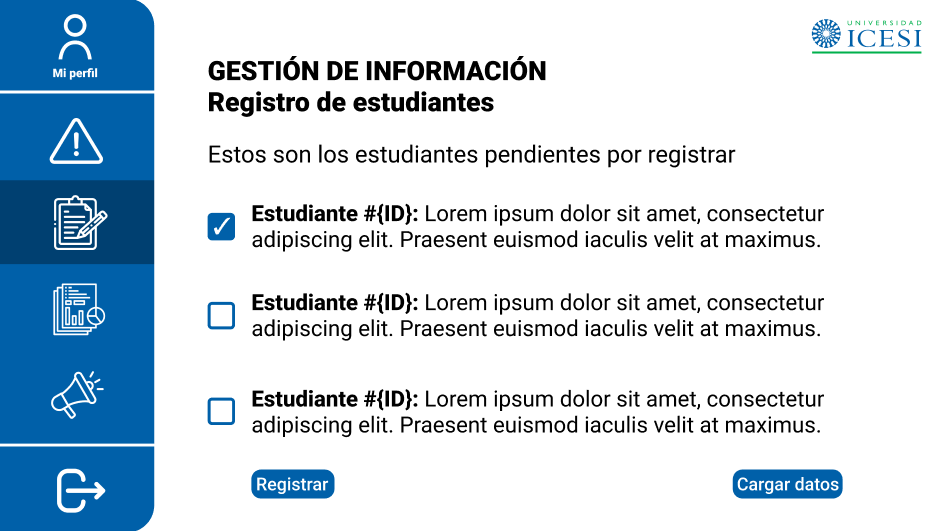 Mi perfil
UNIVERSIDAD
ICESI
GESTIÓN DE INFORMACIÓN
Registro de estudiantes
Estos son los estudiantes pendientes por registrar
Estudiante #{ID}: Lorem ipsum dolor sit amet, consectetur
adipiscing elit. Praesent euismod iaculis velit at maximus.
Estudiante #{ID}: Lorem ipsum dolor sit amet, consectetur
adipiscing elit. Praesent euismod iaculis velit at maximus.
Estudiante #{ID}: Lorem ipsum dolor sit amet, consectetur
adipiscing elit. Praesent euismod iaculis velit at maximus.
Registrar
Cargar datos